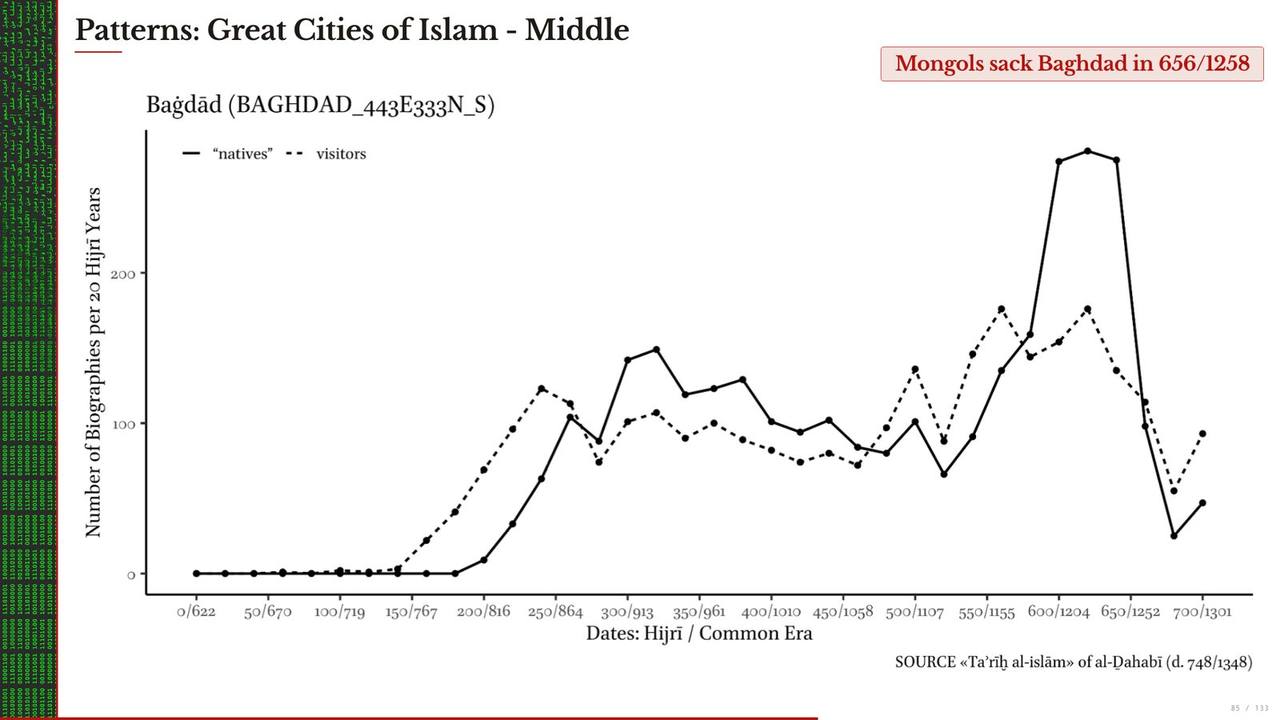 Patterns: Great Cities of Islam - Middle
Mongols sack Baghdad in 656/1258
Baġdād (BAGHDAD_443E333N_S)
“natives” visitors
Number of Biographies per 20 Hijrī Years
200
100
0
0/622 50/670 100/719 150/767 200/816 250/864 300/913 350/961 400/1010 450/1058 500/1107 550/1155 600/1204 650/1252 700/1301
Dates: Hijrī / Common Era
SOURCE «Taʾrīḫ al-islām» of al-Ḏahabī (d. 748/1348)
85 / 133